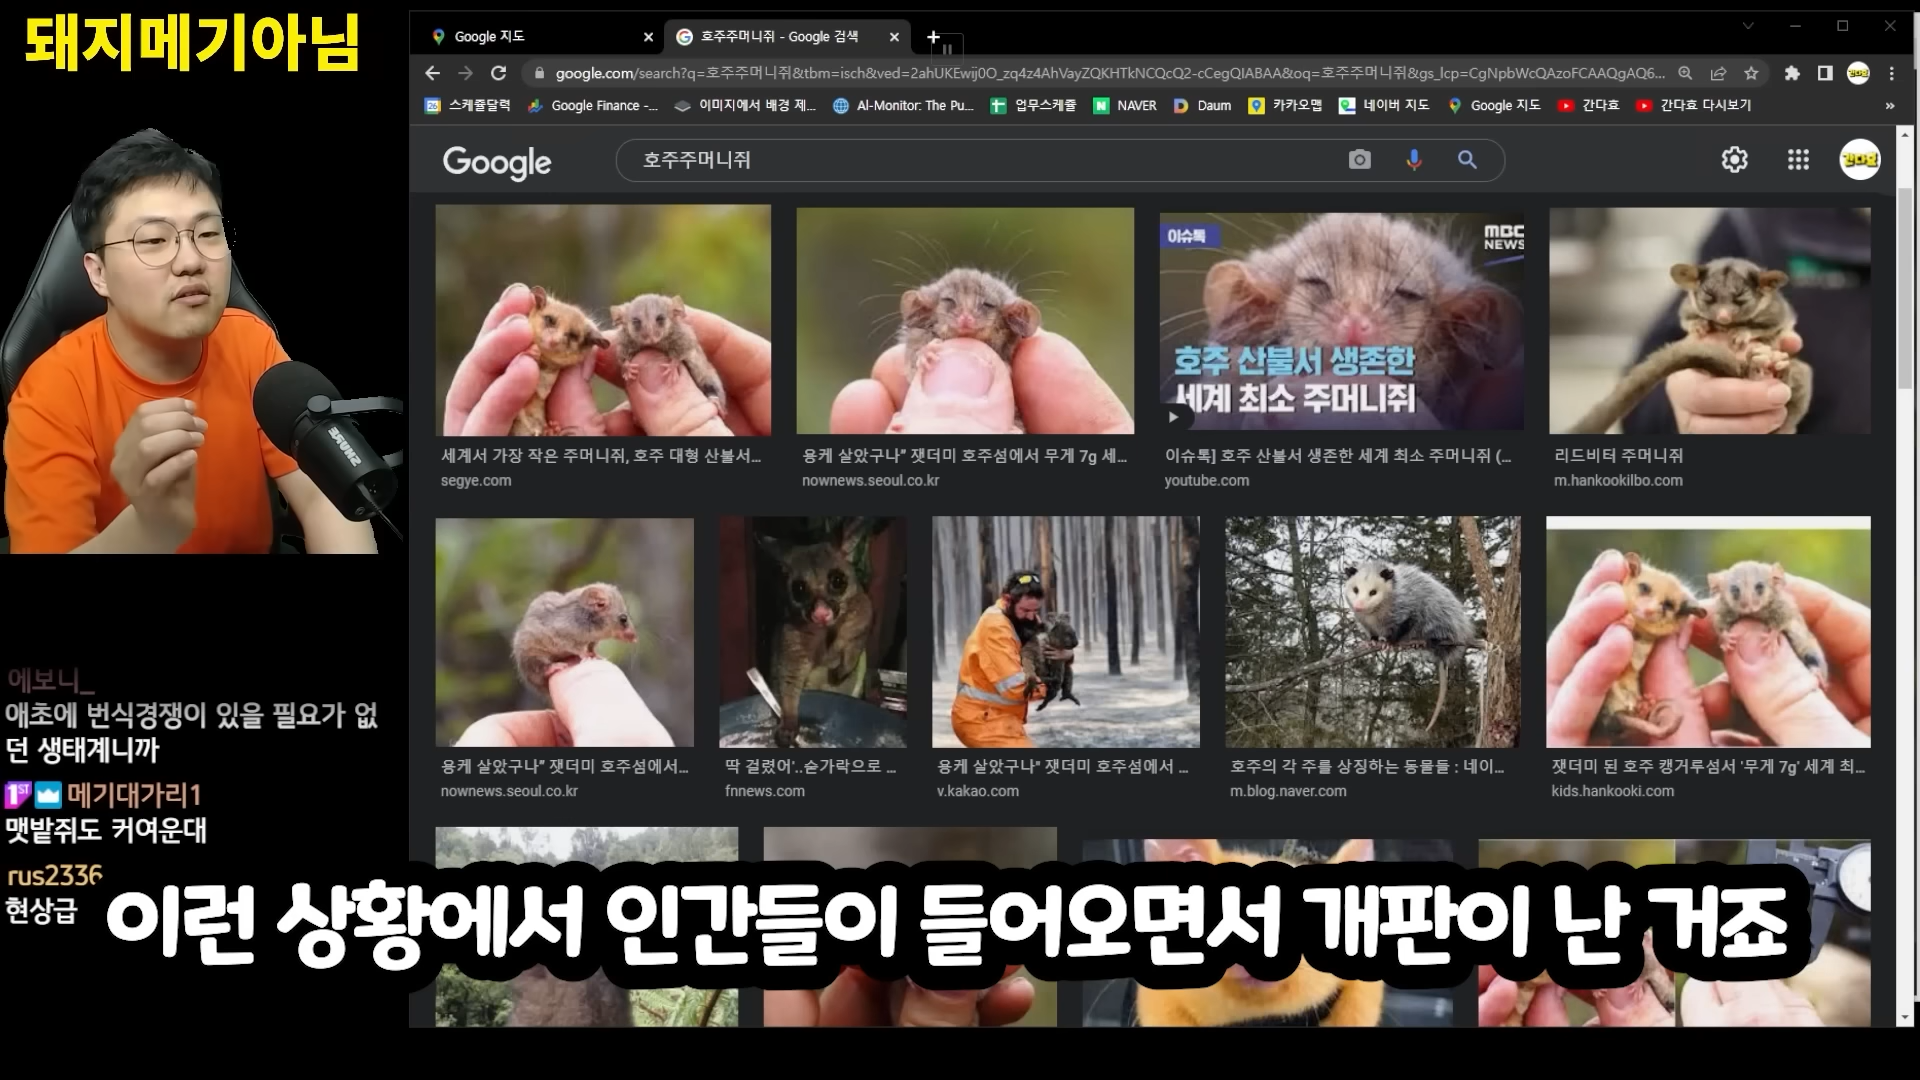 돼지메기아님
Google 지도
호주주머니쥐 - Google 검색
google.com/search?q=호주주머니쥐&tbm=isch&ved=2ahUKEwij0O_zq4z4AhVayZQKHTkNCQcQ2-cCegQIABAA&oq=호주주머니쥐&gs_lcp=CgNpbWcQAzoFCAAQgAQ6...
스케쥴달력
Google Finance -...
이미지에서 배경 제...
Al-Monitor: The Pu...
업무스케쥴
NAVER
Daum
카카오맵
네이버 지도
Google 지도
간다효
간다효 다시보기
Google
호주주머니쥐
간다효
이슈톡
MBC
NEWS
호주 산불서 생존한
세계 최소 주머니쥐
세계서 가장 작은 주머니쥐, 호주 대형 산불서...
segye.com
용케 살았구나” 잿더미 호주섬에서 무게 7g 세...
nownews.seoul.co.kr
이슈톡] 호주 산불서 생존한 세계 최소 주머니쥐 (...
youtube.com
리드비터 주머니쥐
m.hankookilbo.com
SHURE
용케 살았구나” 잿더미 호주섬에서...
nownews.seoul.co.kr
딱 걸렸어'..숟가락으로 ...
fnnews.com
용케 살았구나" 잿더미 호주섬에서 ...
v.kakao.com
호주의 각 주를 상징하는 동물들 : 네이...
m.blog.naver.com
잿더미 된 호주 캥거루섬서 '무게 7g' 세계 최...
kids.hankooki.com
에보니_
애초에 번식경쟁이 있을 필요가 없
던 생태계니까
1ST 메기대가리1
맷밭쥐도 커여운대
rus2336
현상급
이런 상황에서 인간들이 들어오면서 개판이 난 거죠